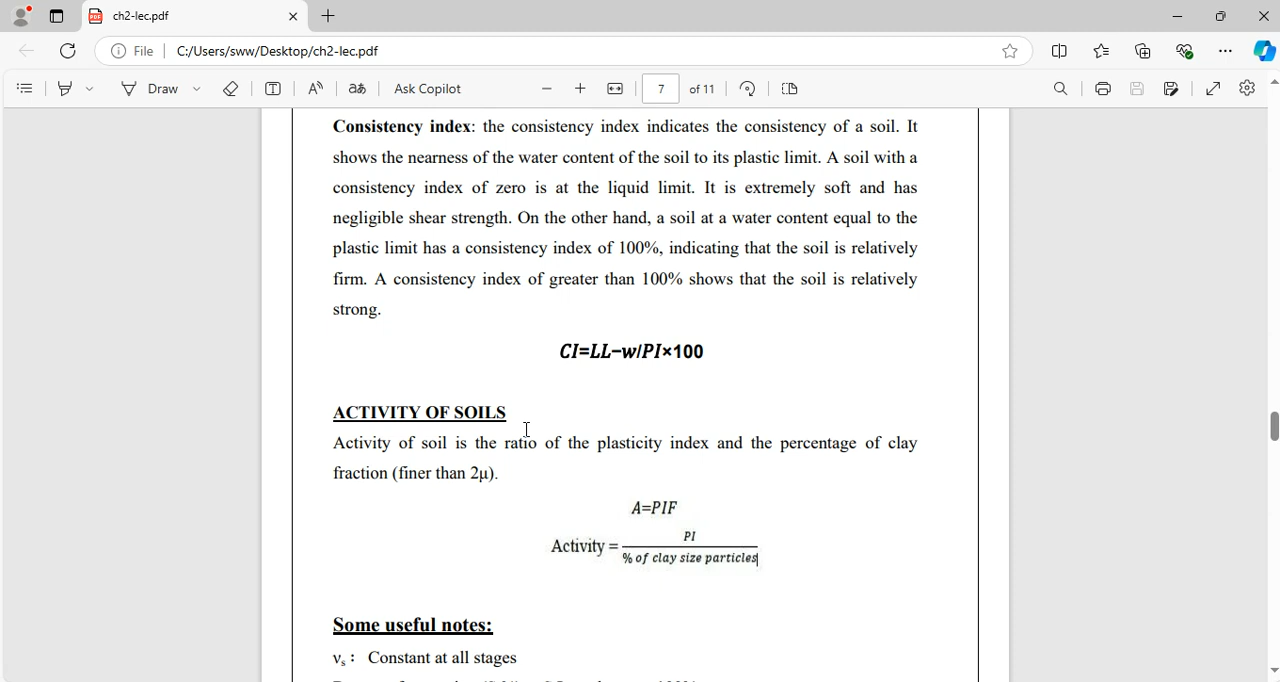 ch2-lec.pdf
File
C:/Users/sww/Desktop/ch2-lec.pdf
Draw
Ask Copilot
7
of 11
Consistency index: the consistency index indicates the consistency of a soil. It
shows the nearness of the water content of the soil to its plastic limit. A soil with a
consistency index of zero is at the liquid limit. It is extremely soft and has
negligible shear strength. On the other hand, a soil at a water content equal to the
plastic limit has a consistency index of 100%, indicating that the soil is relatively
firm. A consistency index of greater than 100% shows that the soil is relatively
strong.
CI=LL−w/PI×100
ACTIVITY OF SOILS
Activity of soil is the ratio of the plasticity index and the percentage of clay
fraction (finer than 2μ).
A=PIF
Activity = PI
% of clay size particles
Some useful notes:
vₛ : Constant at all stages